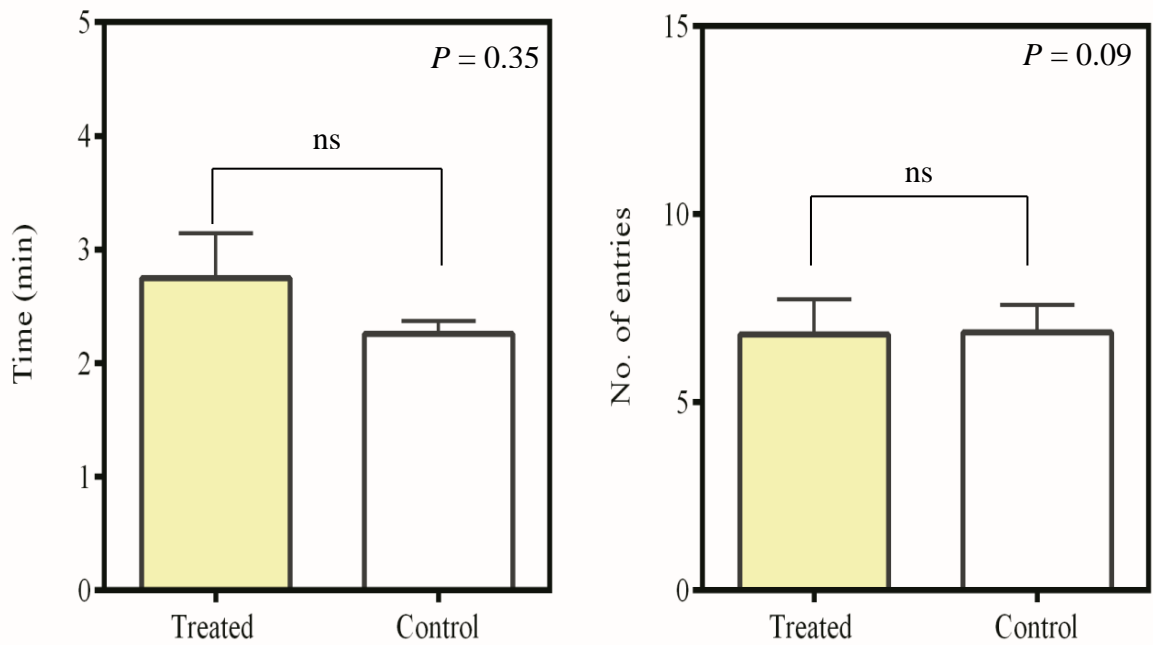 5
4
3
2
1
0
Time (min)
P = 0.35
ns
Treated
Control
15
10
5
0
No. of entries
P = 0.09
ns
Treated
Control